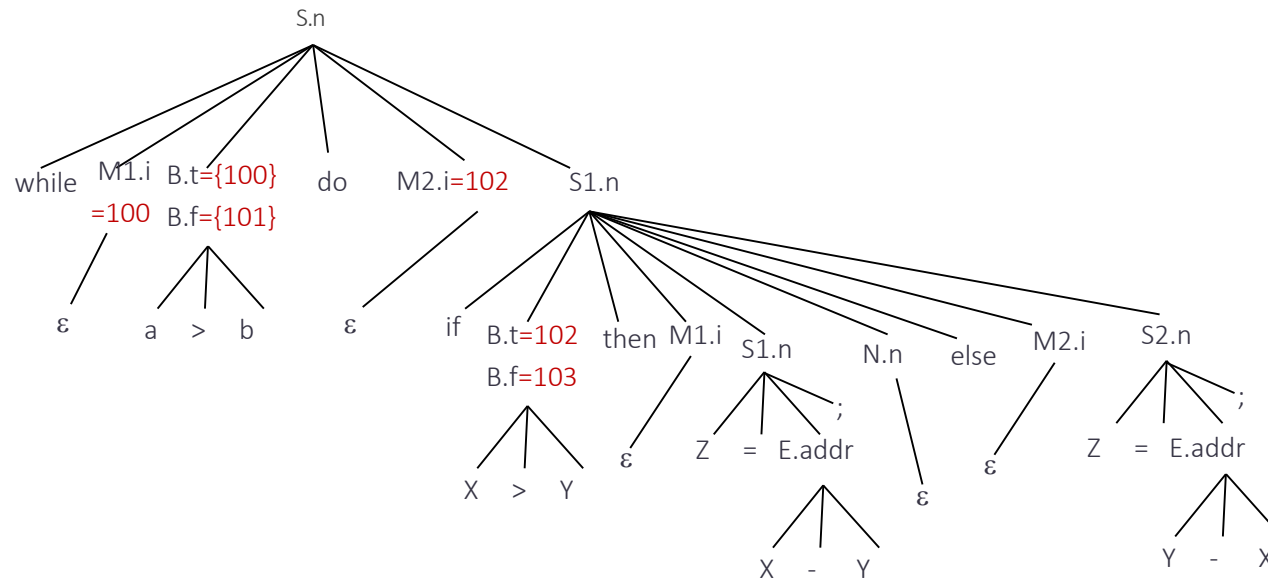 S.n
while M1.i B.t={100} do M2.i=102 S1.n
=100 B.f={101}
ε a > b ε if B.t=102 then M1.i S1.n N.n else M2.i S2.n
B.f=103
; ;
Z = E.addr Z = E.addr
ε ε
X > Y ε
Y - X
X - Y